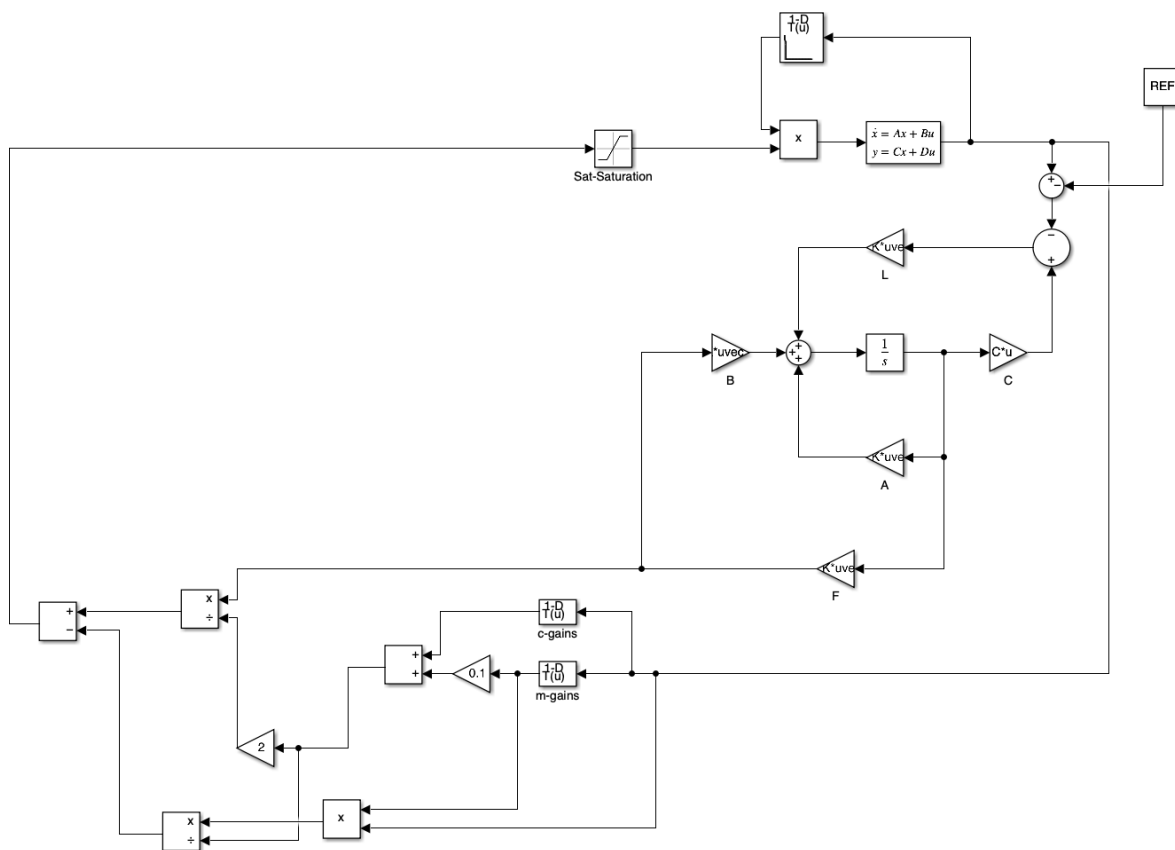 1-D
T(u)
REF
x
ẋ = Ax + Bu
y = Cx + Du
Sat-Saturation
+
−
−
+
K*uve
L
*uvec
B
+
+
+
1
s
C*u
C
K*uve
A
K*uve
F
x
÷
+
−
1-D
T(u)
c-gains
+
+
0.1
1-D
T(u)
m-gains
2
x
÷
x